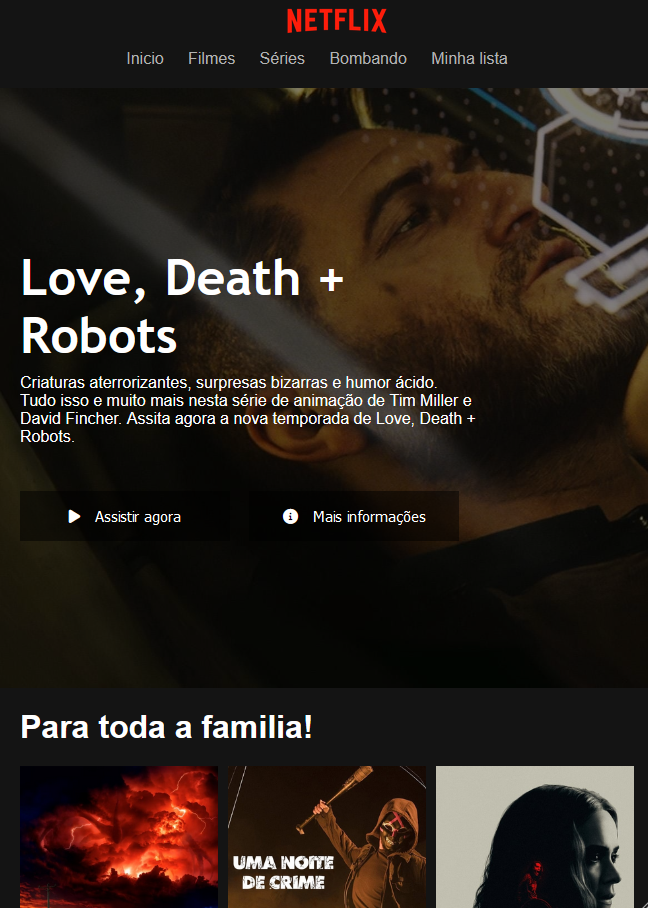 NETFLIX
Inicio Filmes Séries Bombando Minha lista
Love, Death +
Robots
Criaturas aterrorizantes, surpresas bizarras e humor ácido.
Tudo isso e muito mais nesta série de animação de Tim Miller e
David Fincher. Assita agora a nova temporada de Love, Death +
Robots.
Assistir agora Mais informações
Para toda a familia!
UMA NOITE
DE CRIME